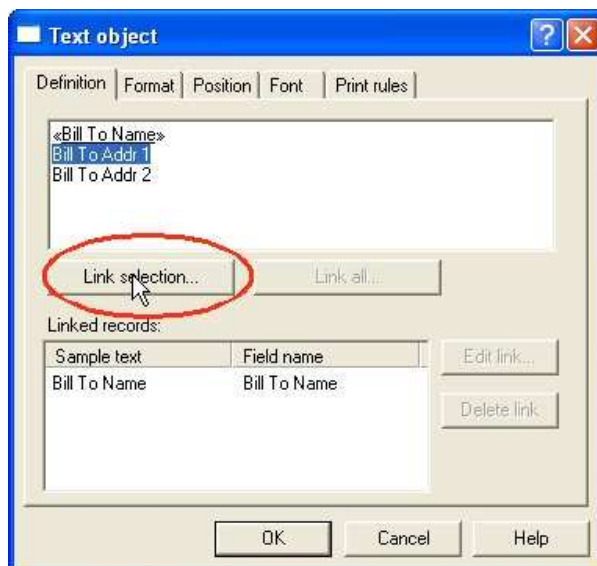 Text object
Definition Format Position Font Print rules
«Bill To Name»
Bill To Addr 1
Bill To Addr 2
Link selection... Link all...
Linked records:
Sample text Field name
Bill To Name Bill To Name
Edit link...
Delete link
OK Cancel Help